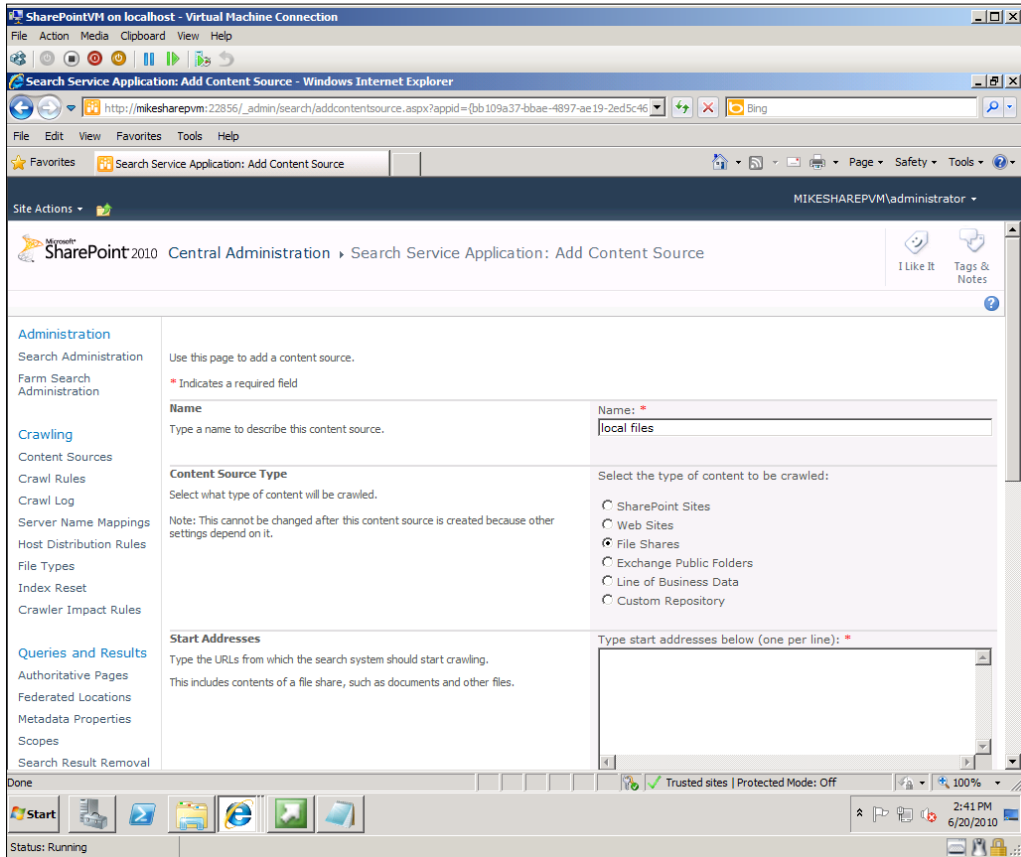 SharePointVM on localhost - Virtual Machine Connection
File Action Media Clipboard View Help
Search Service Application: Add Content Source - Windows Internet Explorer
http://mikesharepvm:22856/_admin/search/addcontentsource.aspx?appid={bb109a37-bbae-4897-ae19-2ed5c46
Bing
File Edit View Favorites Tools Help
Favorites
Search Service Application: Add Content Source
Page Safety Tools
MIKESHAREPVM\administrator
Site Actions
Microsoft
SharePoint 2010
Central Administration
Search Service Application: Add Content Source
I Like It
Tags &
Notes
Administration
Search Administration
Farm Search
Administration
Crawling
Content Sources
Crawl Rules
Crawl Log
Server Name Mappings
Host Distribution Rules
File Types
Index Reset
Crawler Impact Rules
Queries and Results
Authoritative Pages
Federated Locations
Metadata Properties
Scopes
Search Result Removal
Use this page to add a content source.
* Indicates a required field
Name
Type a name to describe this content source.
Name: *
local files
Content Source Type
Select what type of content will be crawled.
Note: This cannot be changed after this content source is created because other
settings depend on it.
Select the type of content to be crawled:
SharePoint Sites
Web Sites
File Shares
Exchange Public Folders
Line of Business Data
Custom Repository
Start Addresses
Type the URLs from which the search system should start crawling.
This includes contents of a file share, such as documents and other files.
Type start addresses below (one per line): *
Done
Trusted sites | Protected Mode: Off
100%
Start
2:41 PM
6/20/2010
Status: Running